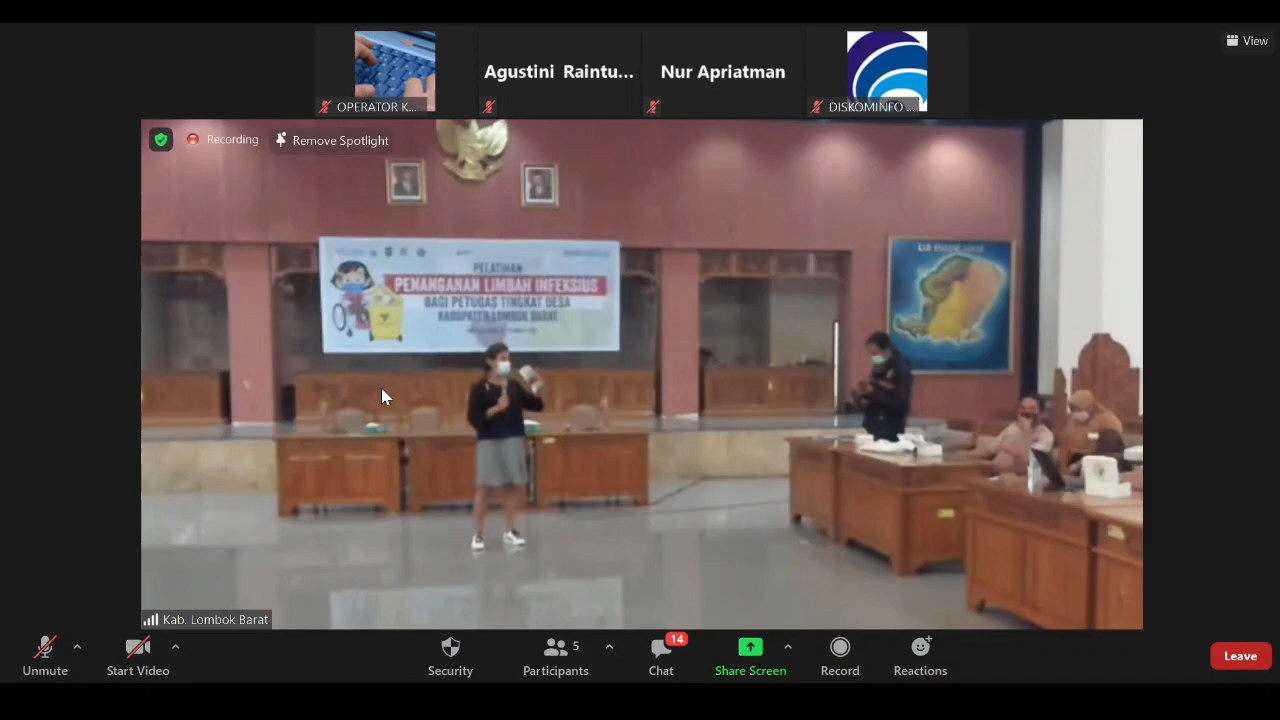 View
OPERATOR K...
Agustini Raintu...
Nur Apriatman
DISKOMINFO ...
Recording
Remove Spotlight
PELATIHAN
PENANGANAN LIMBAH INFEKSIUS
BAGI PETUGAS TINGKAT DESA
KABUPATEN LOMBOK BARAT
Kab. Lombok Barat
Unmute
Start Video
Security
5
Participants
14
Chat
Share Screen
Record
Reactions
Leave